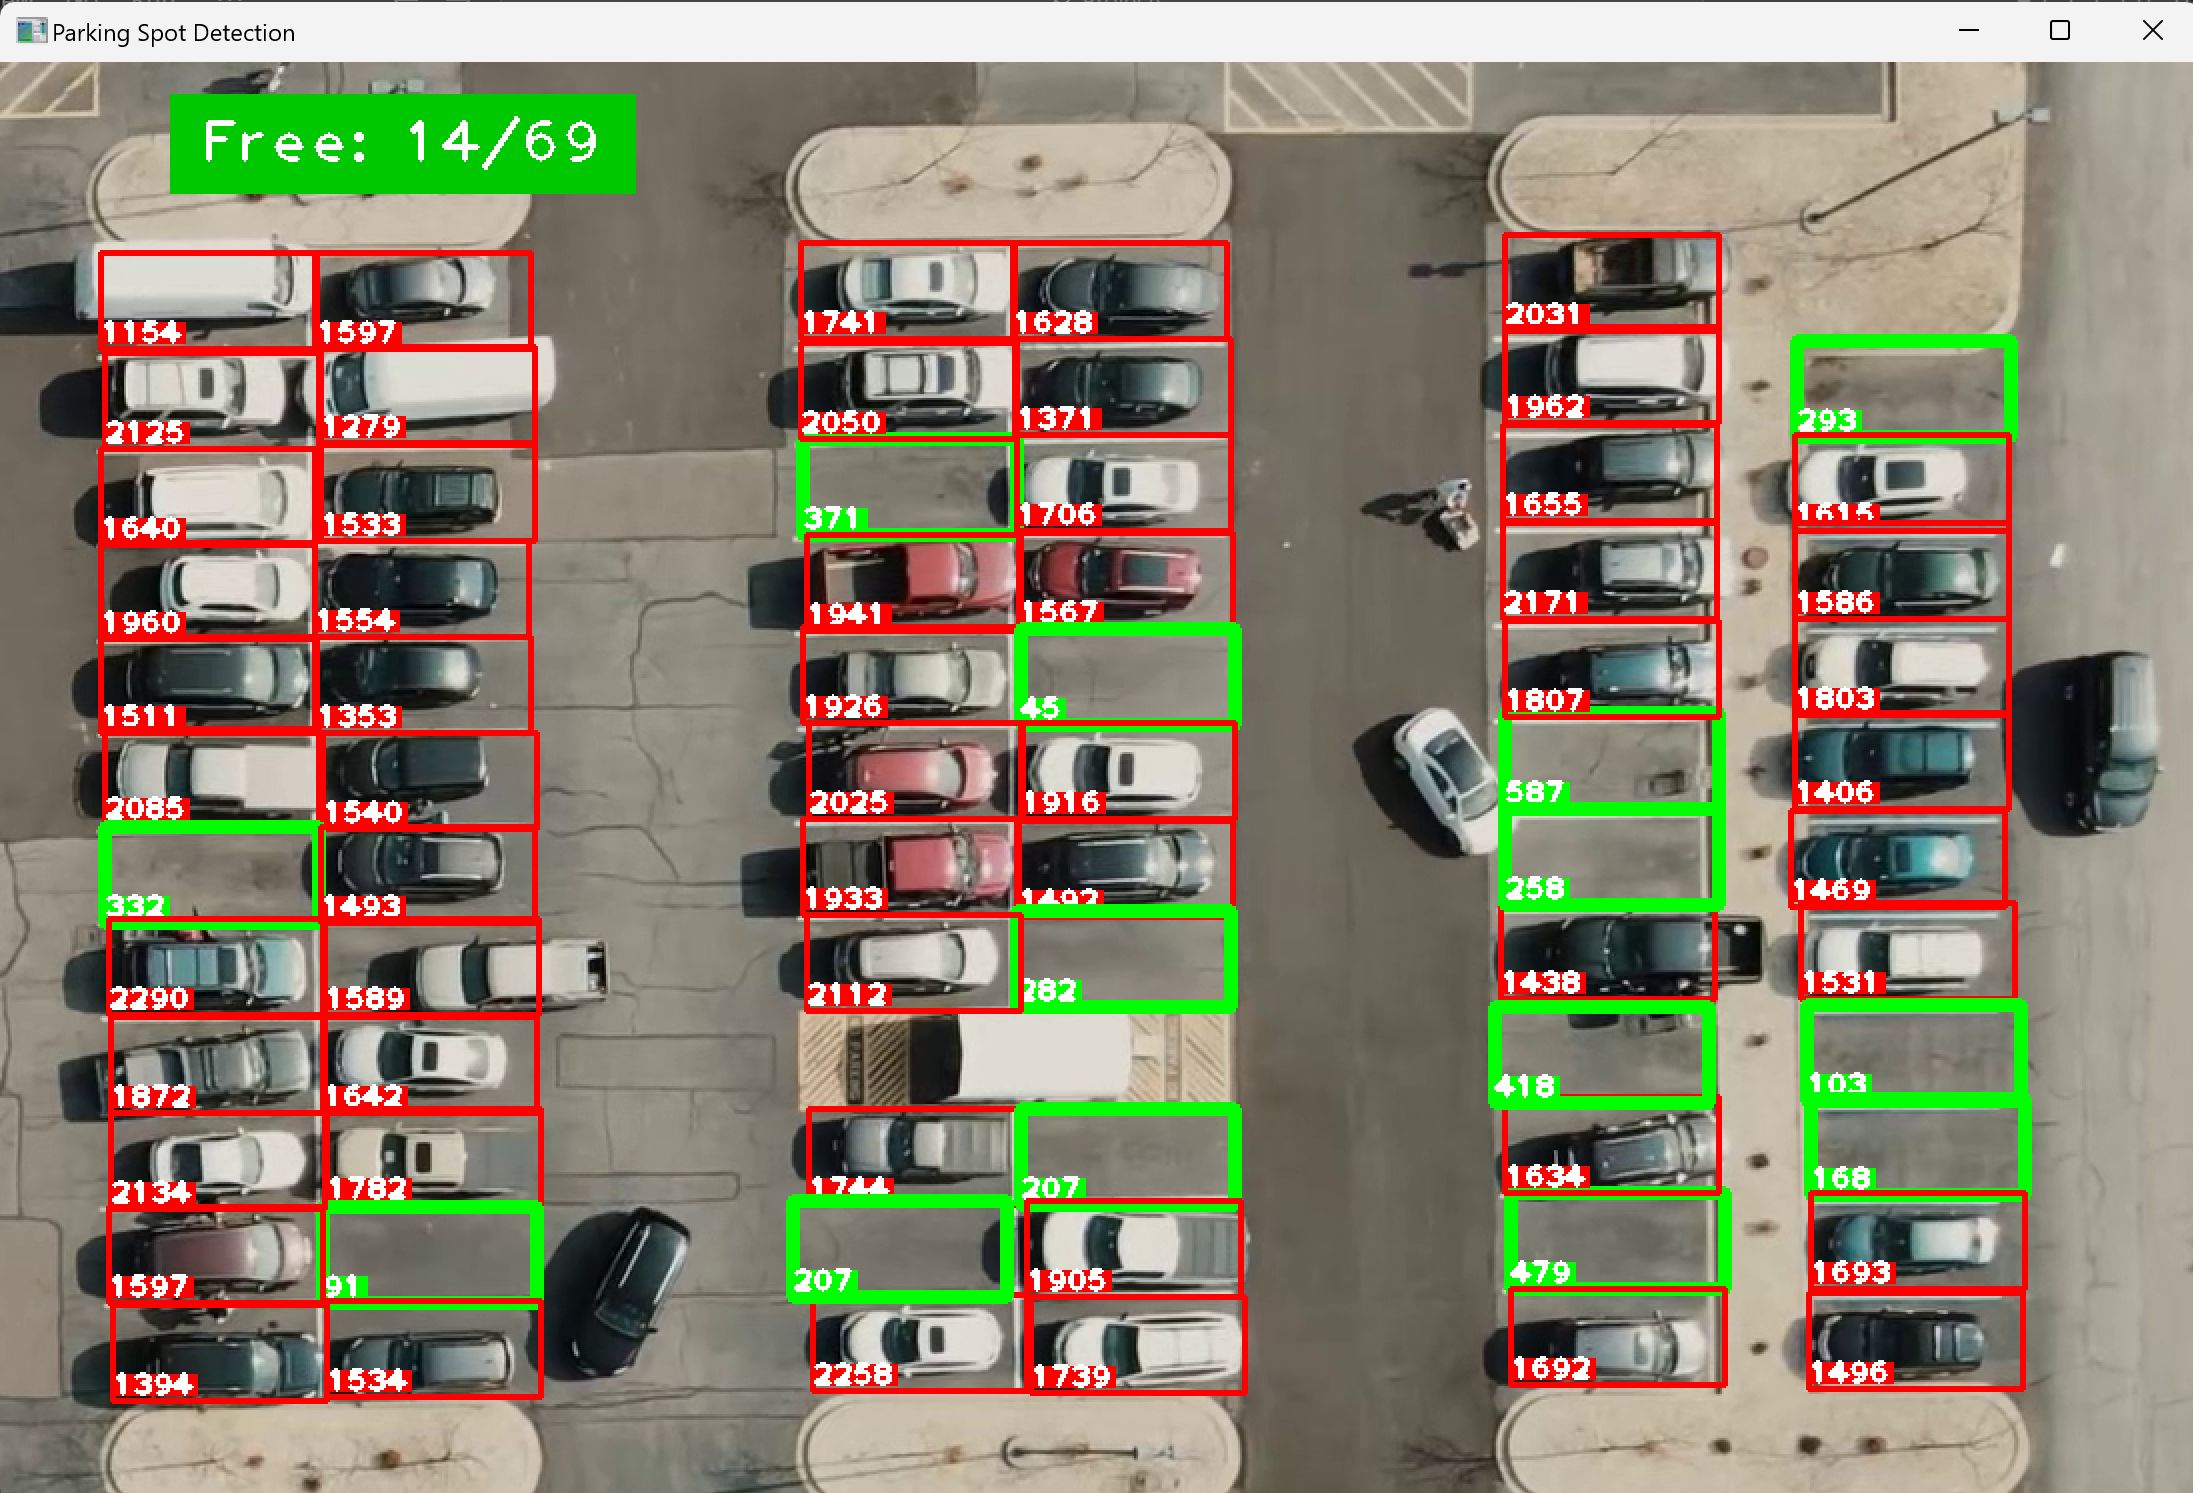 Parking Spot Detection
Free: 14/69
1154 1597 1741 1628 2031
2125 1279 2050 1371 1962 293
1640 1533 371 1706 1655 1615
1960 1554 1941 1567 2171 1586
1511 1353 1926 45 1807 1803
2085 1540 2025 1916 587 1406
332 1493 1933 1492 258 1469
2290 1589 2112 282 1438 1531
1872 1642 418 103
2134 1782 1744 207 1634 168
1597 91 207 1905 479 1693
1394 1534 2258 1739 1692 1496